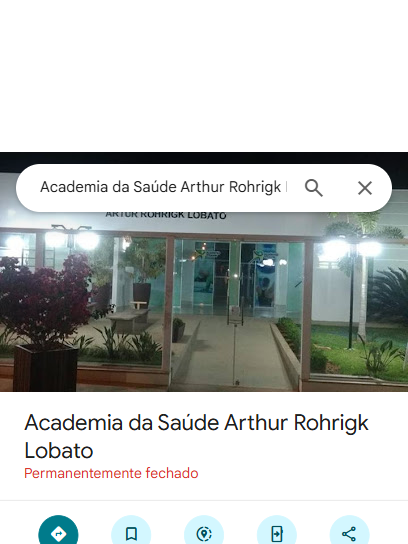 Academia da Saúde Arthur Rohrigk
ARTUR ROHRIGK LOBATO
Academia da Saúde Arthur Rohrigk
Lobato
Permanentemente fechado